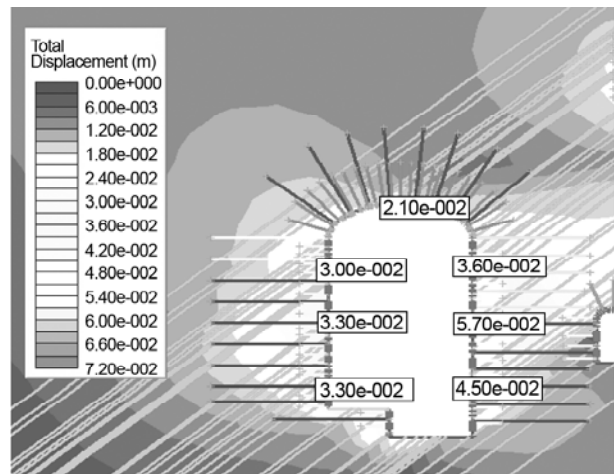 Total
Displacement (m)
0.00e+000
6.00e-003
1.20e-002
1.80e-002
2.40e-002
3.00e-002
3.60e-002
4.20e-002
4.80e-002
5.40e-002
6.00e-002
6.60e-002
7.20e-002
2.10e-002
3.00e-002
3.60e-002
3.30e-002
5.70e-002
3.30e-002
4.50e-002